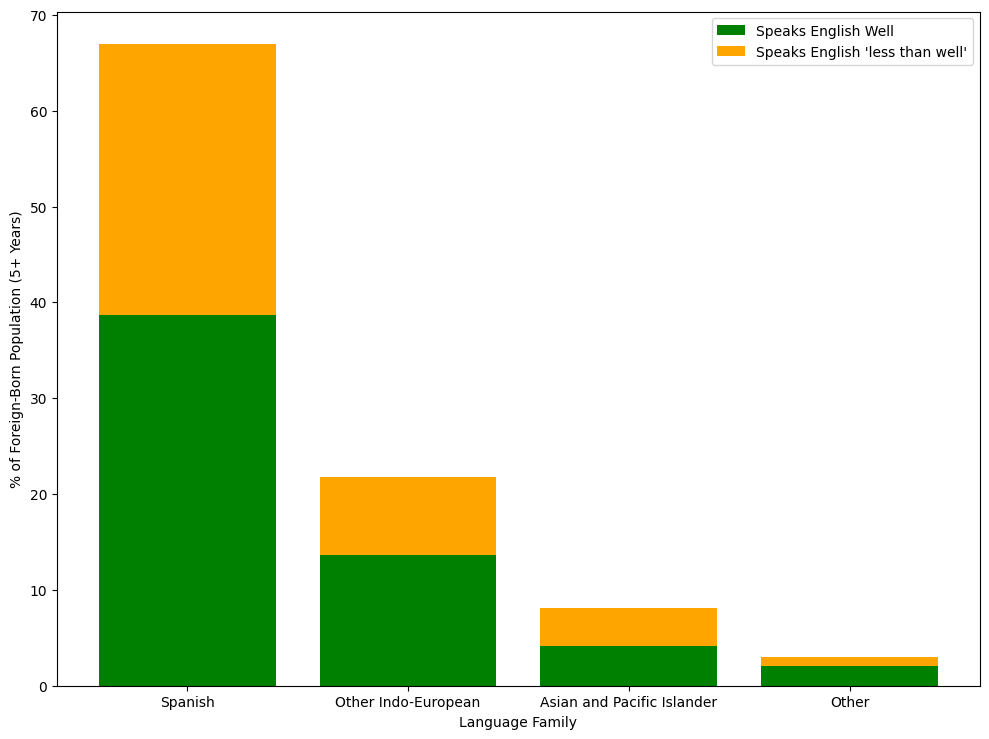 70
60
50
40
30
20
10
0
% of Foreign-Born Population (5+ Years)
Speaks English Well
Speaks English 'less than well'
Spanish
Other Indo-European
Asian and Pacific Islander
Other
Language Family